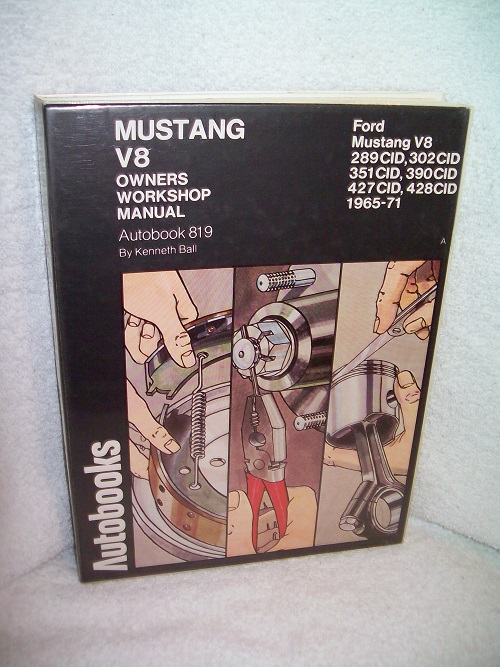 MUSTANG
V8
OWNERS
WORKSHOP
MANUAL
Autobook 819
By Kenneth Ball
Ford
Mustang V8
289CID, 302CID
351CID, 390CID
427CID, 428CID
1965-71
A
Autobooks